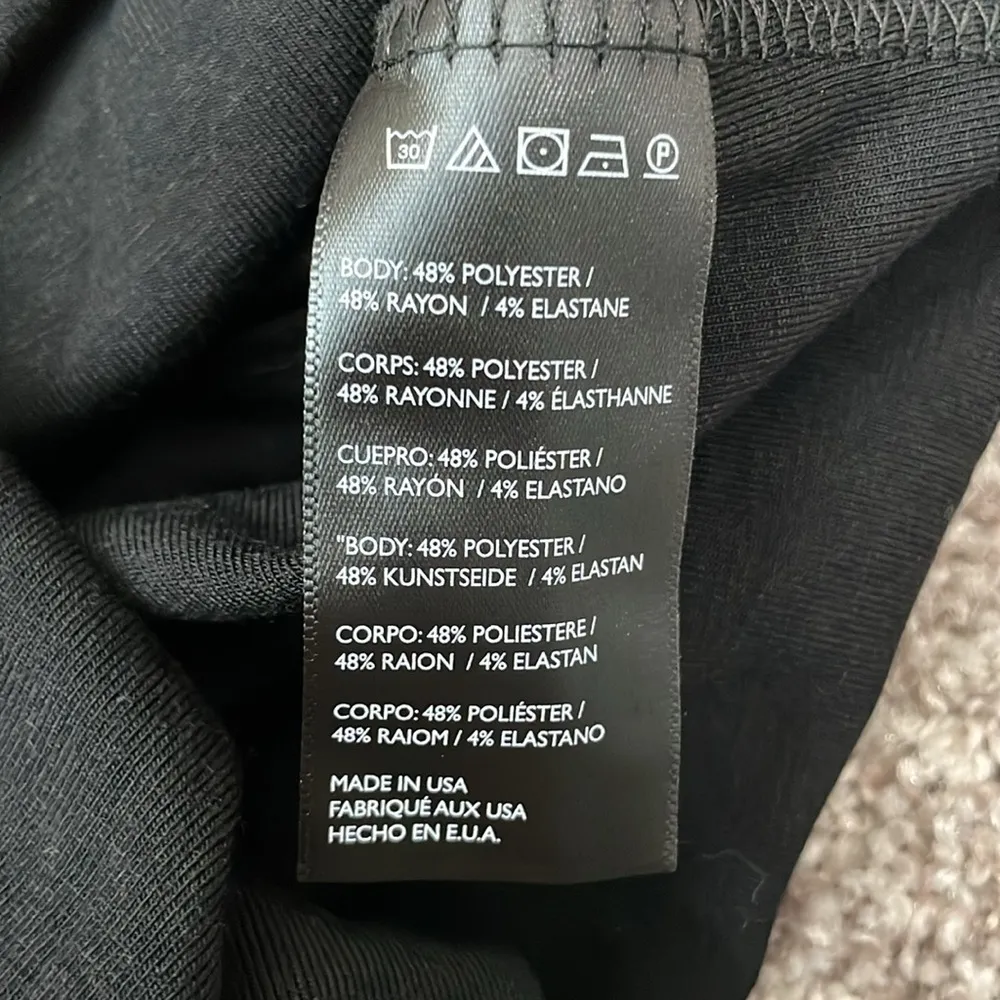 30 P
BODY: 48% POLYESTER /
48% RAYON / 4% ELASTANE
CORPS: 48% POLYESTER /
48% RAYONNE / 4% ÉLASTHANNE
CUEPRO: 48% POLIÉSTER /
48% RAYÓN / 4% ELASTANO
"BODY: 48% POLYESTER /
48% KUNSTSEIDE / 4% ELASTAN
CORPO: 48% POLIESTERE /
48% RAION / 4% ELASTAN
CORPO: 48% POLIÉSTER /
48% RAIOM / 4% ELASTANO
MADE IN USA
FABRIQUÉ AUX USA
HECHO EN E.U.A.